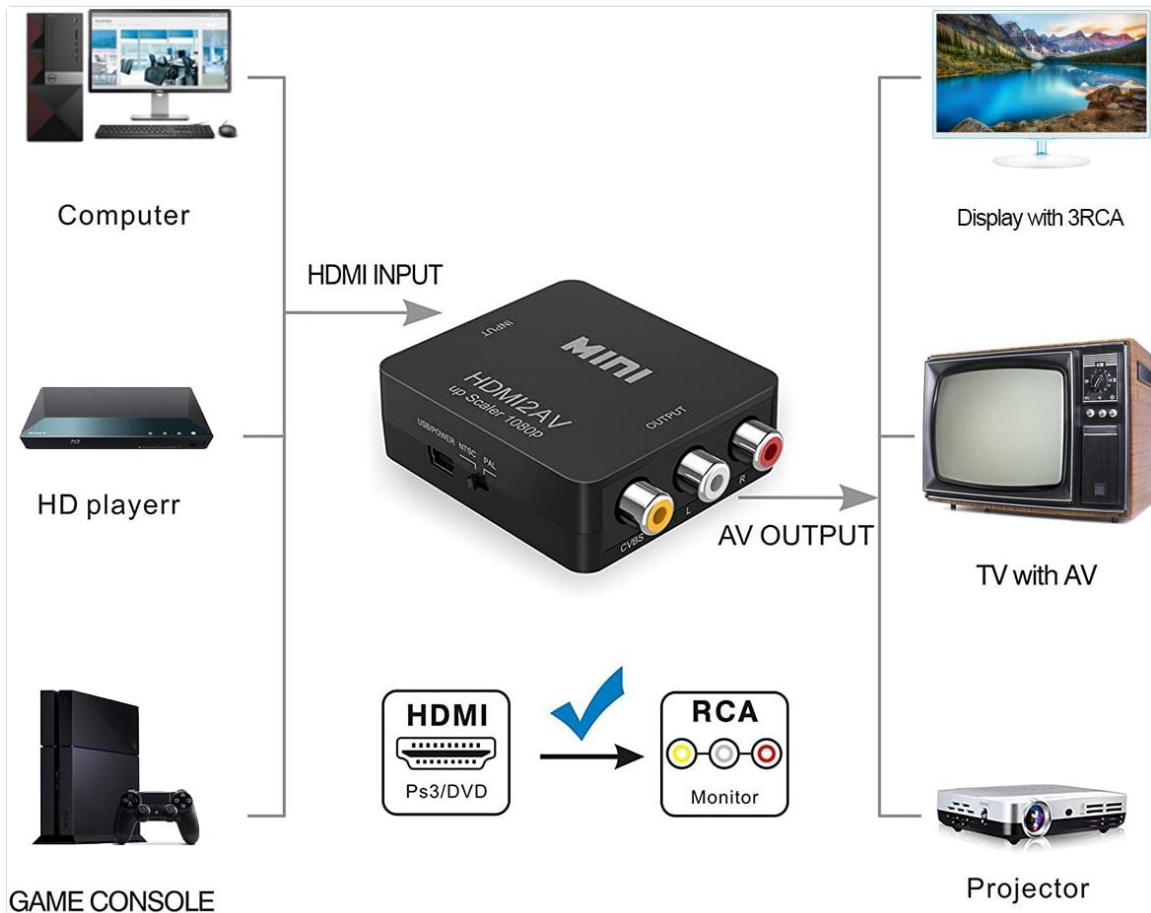 Computer
HDMI INPUT
HD playerr
GAME CONSOLE
INPUT
MINI
HDMI2AV
up Scaler 1080p
OUTPUT
USB/POWER NTSC PAL
CVBS L R
AV OUTPUT
HDMI
Ps3/DVD
RCA
Monitor
Display with 3RCA
TV with AV
Projector